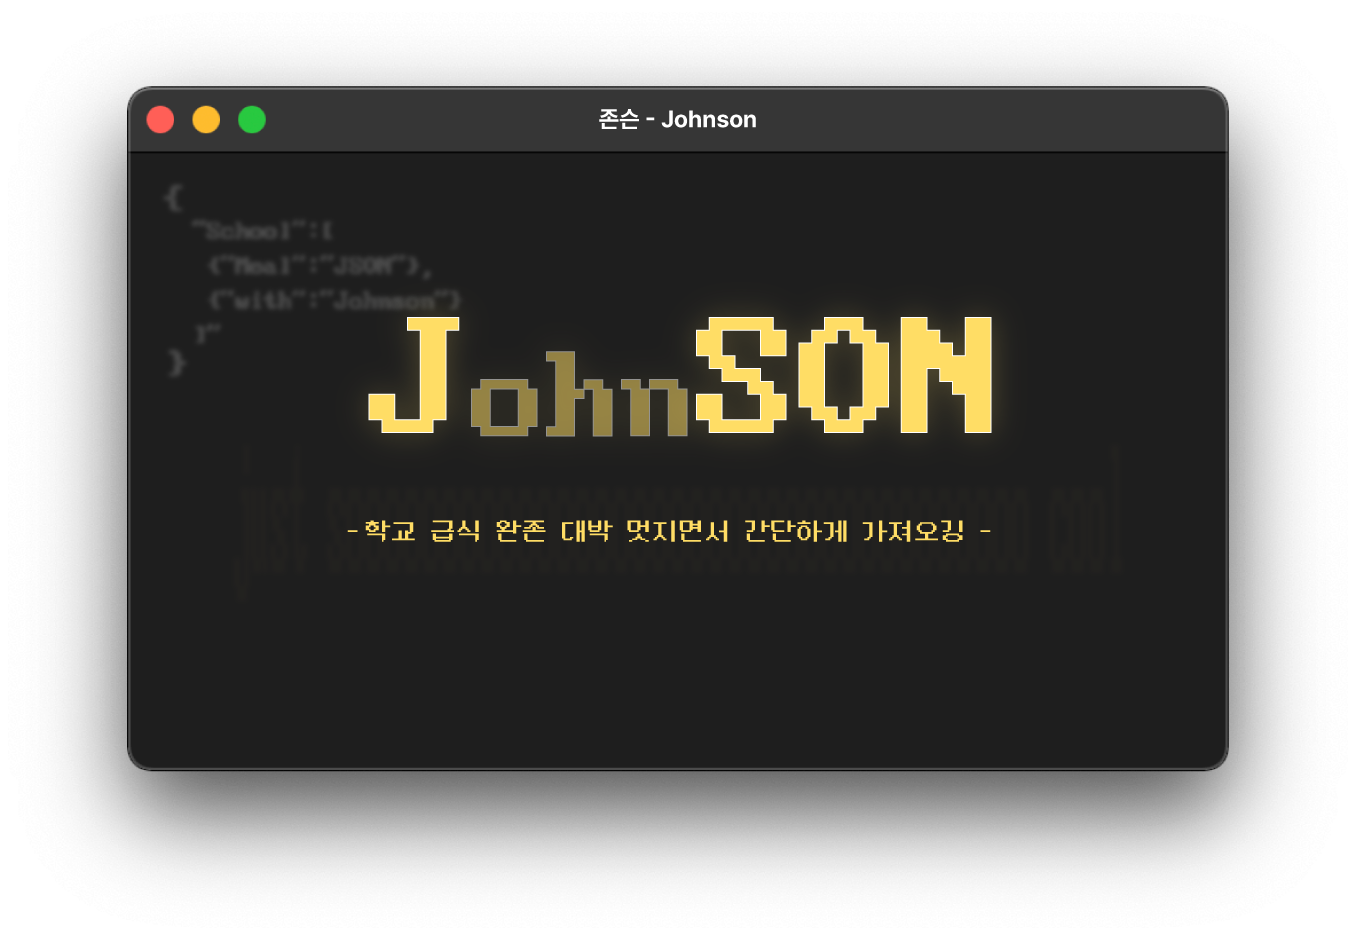 존슨 - Johnson
{
"School":[
{"Meal":"JSON"},
{"with":"Johnson"}
]"
}
JohnSON
- 학교 급식 완존 대박 멋지면서 간단하게 가져오깅 -